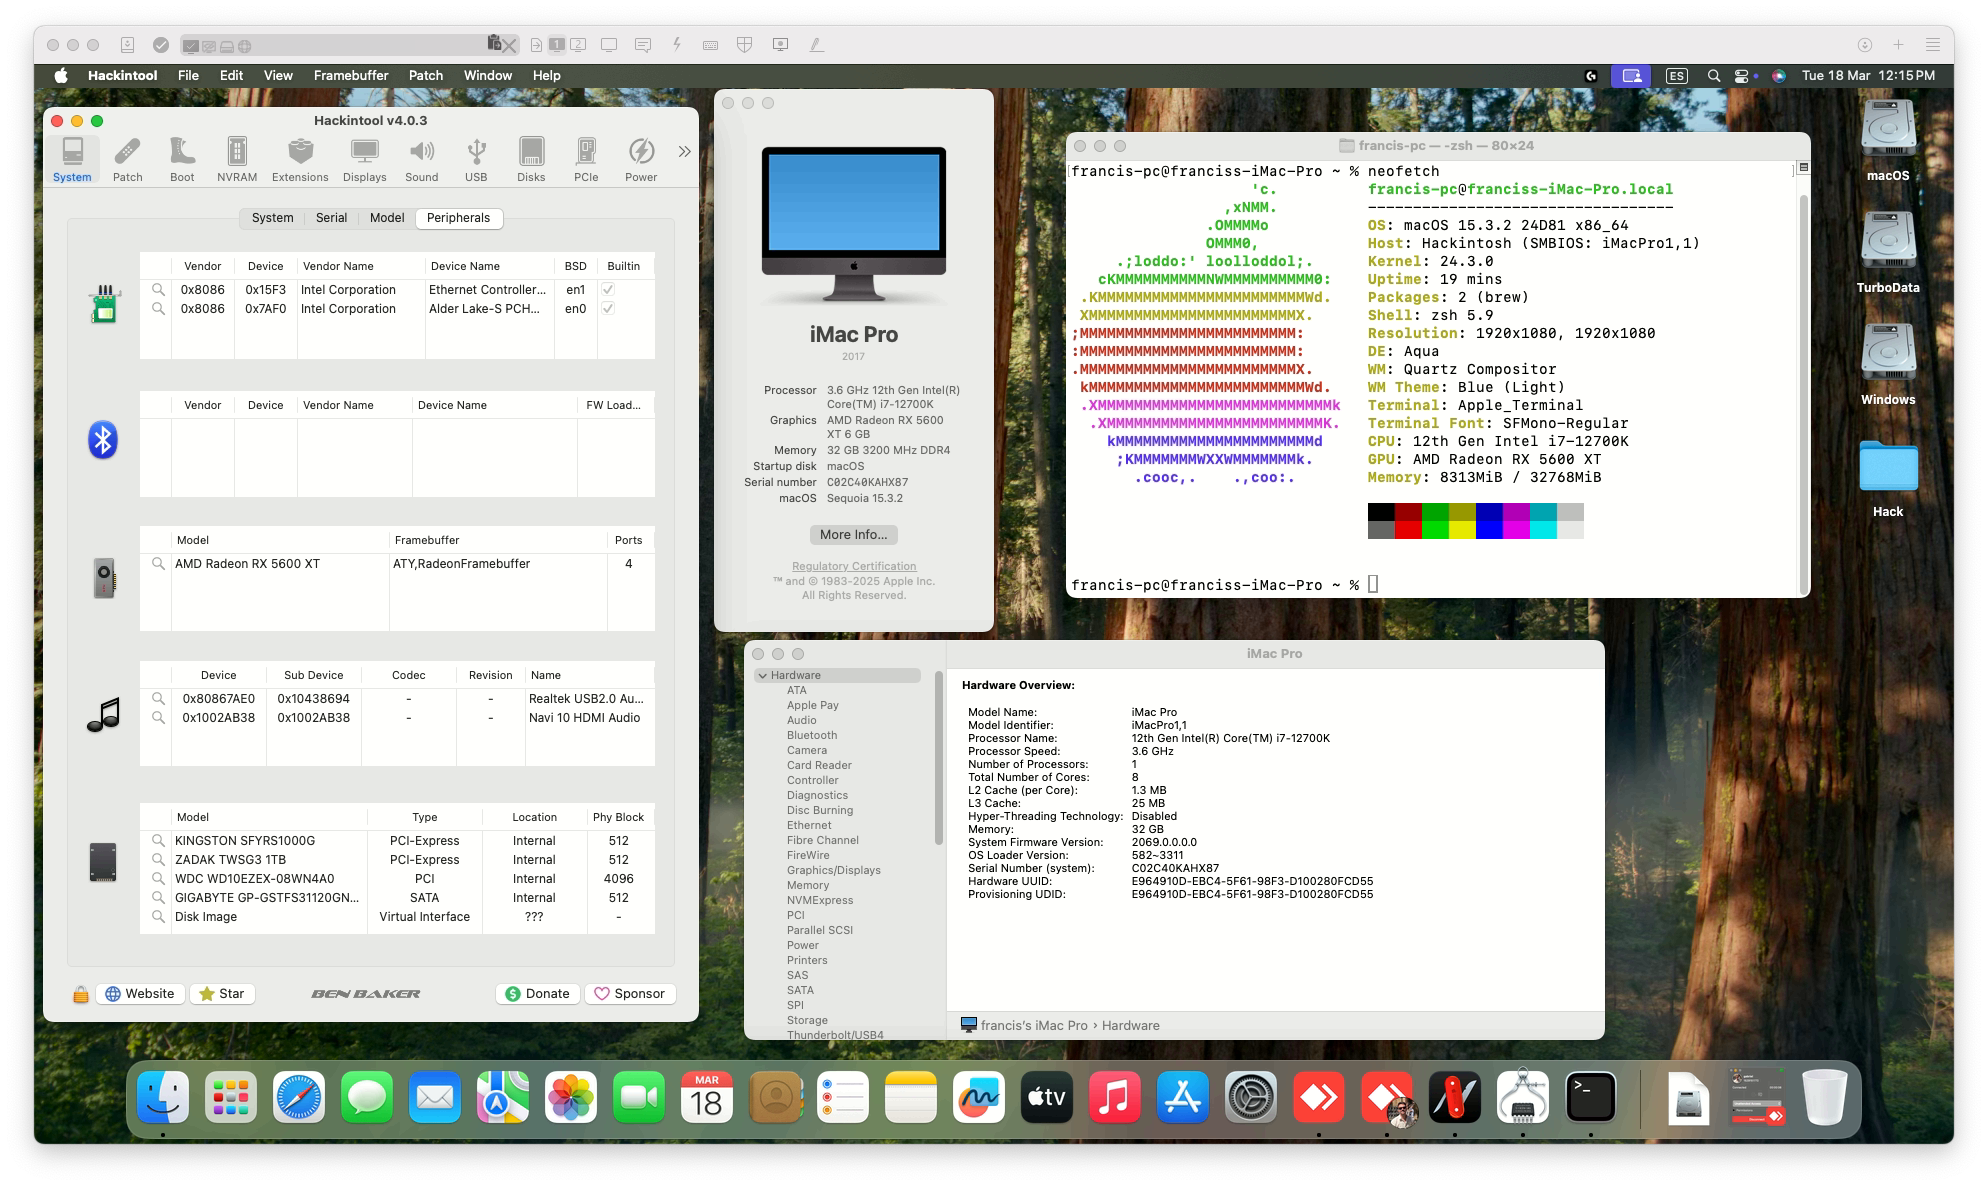 1 2
Hackintool File Edit View Framebuffer Patch Window Help
ES Tue 18 Mar 12:15 PM
Hackintool v4.0.3
System Patch Boot NVRAM Extensions Displays Sound USB Disks PCIe Power
System Serial Model Peripherals
Vendor Device Vendor Name Device Name BSD Builtin
0x8086 0x15F3 Intel Corporation Ethernet Controller... en1
0x8086 0x7AF0 Intel Corporation Alder Lake-S PCH... en0
Vendor Device Vendor Name Device Name FW Load...
Model Framebuffer Ports
AMD Radeon RX 5600 XT ATY,RadeonFramebuffer 4
Device Sub Device Codec Revision Name
0x80867AE0 0x10438694 - - Realtek USB2.0 Au...
0x1002AB38 0x1002AB38 - - Navi 10 HDMI Audio
Model Type Location Phy Block
KINGSTON SFYRS1000G PCI-Express Internal 512
ZADAK TWSG3 1TB PCI-Express Internal 512
WDC WD10EZEX-08WN4A0 PCI Internal 4096
GIGABYTE GP-GSTFS31120GN... SATA Internal 512
Disk Image Virtual Interface ??? -
Website Star BEN BAKER Donate Sponsor
iMac Pro
2017
Processor 3.6 GHz 12th Gen Intel(R)
Core(TM) i7-12700K
Graphics AMD Radeon RX 5600
XT 6 GB
Memory 32 GB 3200 MHz DDR4
Startup disk macOS
Serial number C02C40KAHX87
macOS Sequoia 15.3.2
More Info...
Regulatory Certification
™ and © 1983-2025 Apple Inc.
All Rights Reserved.
francis-pc — -zsh — 80×24
[francis-pc@franciss-iMac-Pro ~ % neofetch ]
'c. francis-pc@franciss-iMac-Pro.local
,xNMM. ----------------------------------
.OMMMMo OS: macOS 15.3.2 24D81 x86_64
OMMM0, Host: Hackintosh (SMBIOS: iMacPro1,1)
.;loddo:' loolloddol;. Kernel: 24.3.0
cKMMMMMMMMMMNWMMMMMMMMMM0: Uptime: 19 mins
.KMMMMMMMMMMMMMMMMMMMMMMMWd. Packages: 2 (brew)
XMMMMMMMMMMMMMMMMMMMMMMMX. Shell: zsh 5.9
;MMMMMMMMMMMMMMMMMMMMMMMM: Resolution: 1920x1080, 1920x1080
:MMMMMMMMMMMMMMMMMMMMMMMM: DE: Aqua
.MMMMMMMMMMMMMMMMMMMMMMMMX. WM: Quartz Compositor
kMMMMMMMMMMMMMMMMMMMMMMMMWd. WM Theme: Blue (Light)
.XMMMMMMMMMMMMMMMMMMMMMMMMMMk Terminal: Apple_Terminal
.XMMMMMMMMMMMMMMMMMMMMMMMMK. Terminal Font: SFMono-Regular
kMMMMMMMMMMMMMMMMMMMMMMd CPU: 12th Gen Intel i7-12700K
;KMMMMMMMWXXWMMMMMMMk. GPU: AMD Radeon RX 5600 XT
.cooc,. .,coo:. Memory: 8313MiB / 32768MiB
francis-pc@franciss-iMac-Pro ~ %
macOS
TurboData
Windows
Hack
iMac Pro
Hardware
ATA
Apple Pay
Audio
Bluetooth
Camera
Card Reader
Controller
Diagnostics
Disc Burning
Ethernet
Fibre Channel
FireWire
Graphics/Displays
Memory
NVMExpress
PCI
Parallel SCSI
Power
Printers
SAS
SATA
SPI
Storage
Thunderbolt/USB4
Hardware Overview:
Model Name: iMac Pro
Model Identifier: iMacPro1,1
Processor Name: 12th Gen Intel(R) Core(TM) i7-12700K
Processor Speed: 3.6 GHz
Number of Processors: 1
Total Number of Cores: 8
L2 Cache (per Core): 1.3 MB
L3 Cache: 25 MB
Hyper-Threading Technology: Disabled
Memory: 32 GB
System Firmware Version: 2069.0.0.0.0
OS Loader Version: 582~3311
Serial Number (system): C02C40KAHX87
Hardware UUID: E964910D-EBC4-5F61-98F3-D100280FCD55
Provisioning UDID: E964910D-EBC4-5F61-98F3-D100280FCD55
francis's iMac Pro › Hardware
MAR
18
tv
>_